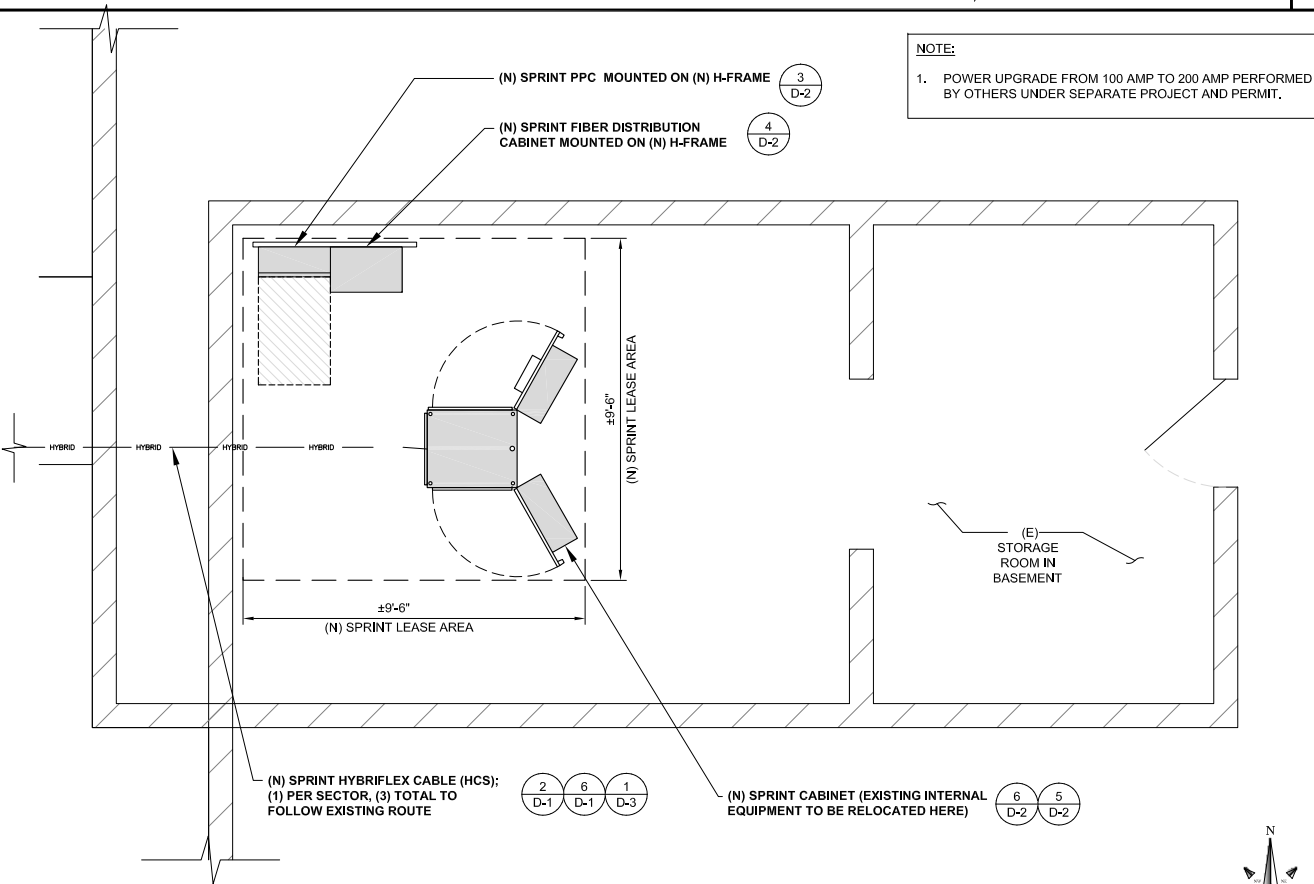 NOTE:
1. POWER UPGRADE FROM 100 AMP TO 200 AMP PERFORMED
BY OTHERS UNDER SEPARATE PROJECT AND PERMIT.
(N) SPRINT PPC MOUNTED ON (N) H-FRAME
3
D-2
(N) SPRINT FIBER DISTRIBUTION
CABINET MOUNTED ON (N) H-FRAME
4
D-2
±9'-6"
(N) SPRINT LEASE AREA
HYBRID
HYBRID
HYBRID
HYBRID
(E)
STORAGE
ROOM IN
BASEMENT
±9'-6"
(N) SPRINT LEASE AREA
(N) SPRINT HYBRIFLEX CABLE (HCS);
(1) PER SECTOR, (3) TOTAL TO
FOLLOW EXISTING ROUTE
2
D-1
6
D-1
1
D-3
(N) SPRINT CABINET (EXISTING INTERNAL
EQUIPMENT TO BE RELOCATED HERE)
6
D-2
5
D-2
N